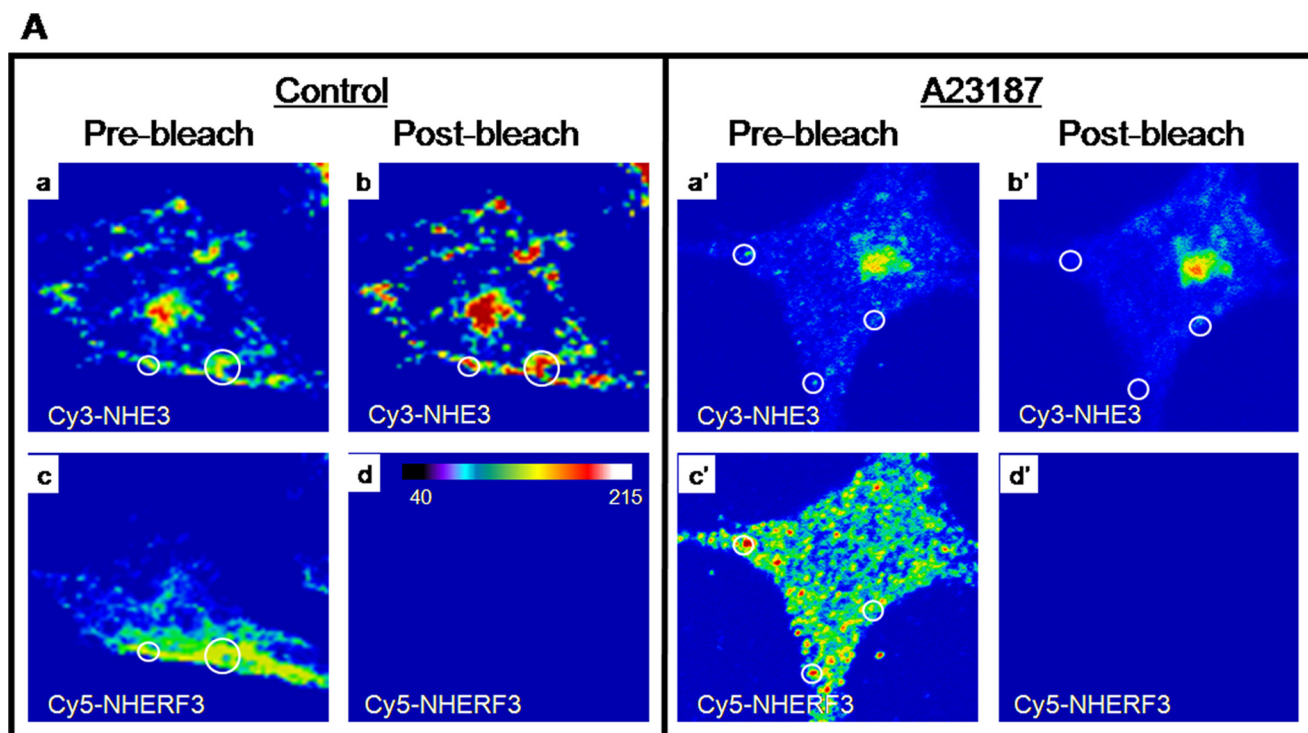 A
Control
A23187
Pre-bleach
Post-bleach
Pre-bleach
Post-bleach
a
b
a'
b'
Cy3-NHE3
Cy3-NHE3
Cy3-NHE3
Cy3-NHE3
c
d
c'
d'
40
215
Cy5-NHERF3
Cy5-NHERF3
Cy5-NHERF3
Cy5-NHERF3